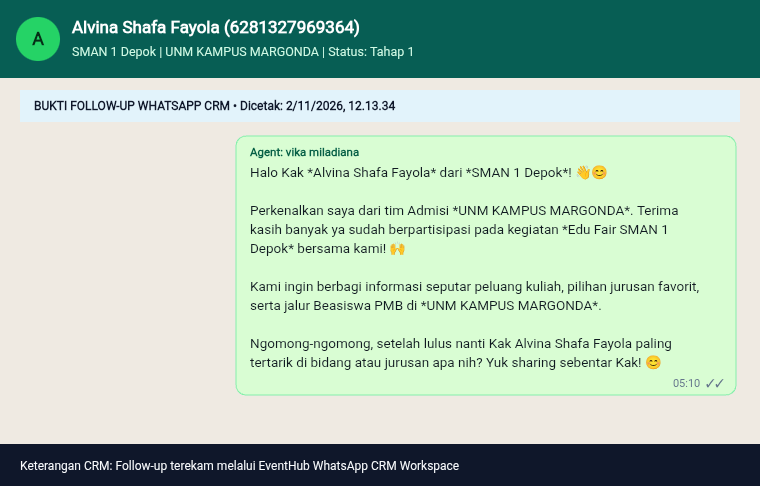 A
Alvina Shafa Fayola (6281327969364)
SMAN 1 Depok | UNM KAMPUS MARGONDA | Status: Tahap 1
BUKTI FOLLOW-UP WHATSAPP CRM • Dicetak: 2/11/2026, 12.13.34
Agent: vika miladiana
Halo Kak *Alvina Shafa Fayola* dari *SMAN 1 Depok*! 👋😊
Perkenalkan saya dari tim Admisi *UNM KAMPUS MARGONDA*. Terima
kasih banyak ya sudah berpartisipasi pada kegiatan *Edu Fair SMAN 1
Depok* bersama kami! 🙌
Kami ingin berbagi informasi seputar peluang kuliah, pilihan jurusan favorit,
serta jalur Beasiswa PMB di *UNM KAMPUS MARGONDA*.
Ngomong-ngomong, setelah lulus nanti Kak Alvina Shafa Fayola paling
tertarik di bidang atau jurusan apa nih? Yuk sharing sebentar Kak! 😊
05:10 ✓✓
Keterangan CRM: Follow-up terekam melalui EventHub WhatsApp CRM Workspace